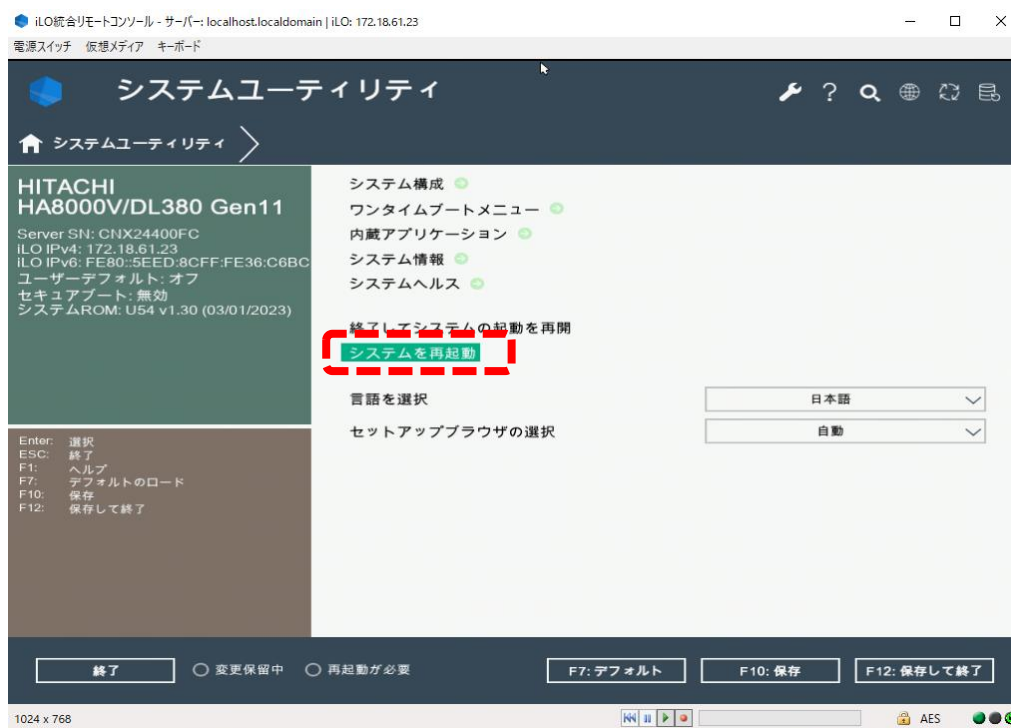 iLO統合リモートコンソール - サーバー: localhost.localdomain | iLO: 172.18.61.23
電源スイッチ 仮想メディア キーボード
システムユーティリティ
システムユーティリティ
HITACHI
HA8000V/DL380 Gen11
Server SN: CNX24400FC
iLO IPv4: 172.18.61.23
iLO IPv6: FE80::5EED:8CFF:FE36:C6BC
ユーザーデフォルト: オフ
セキュアブート: 無効
システムROM: U54 v1.30 (03/01/2023)
Enter: 選択
ESC: 終了
F1: ヘルプ
F7: デフォルトのロード
F10: 保存
F12: 保存して終了
システム構成
ワンタイムブートメニュー
内蔵アプリケーション
システム情報
システムヘルス
終了してシステムの起動を再開
システムを再起動
言語を選択 日本語
セットアップブラウザの選択 自動
終了 変更保留中 再起動が必要 F7: デフォルト F10: 保存 F12: 保存して終了
1024 x 768 AES